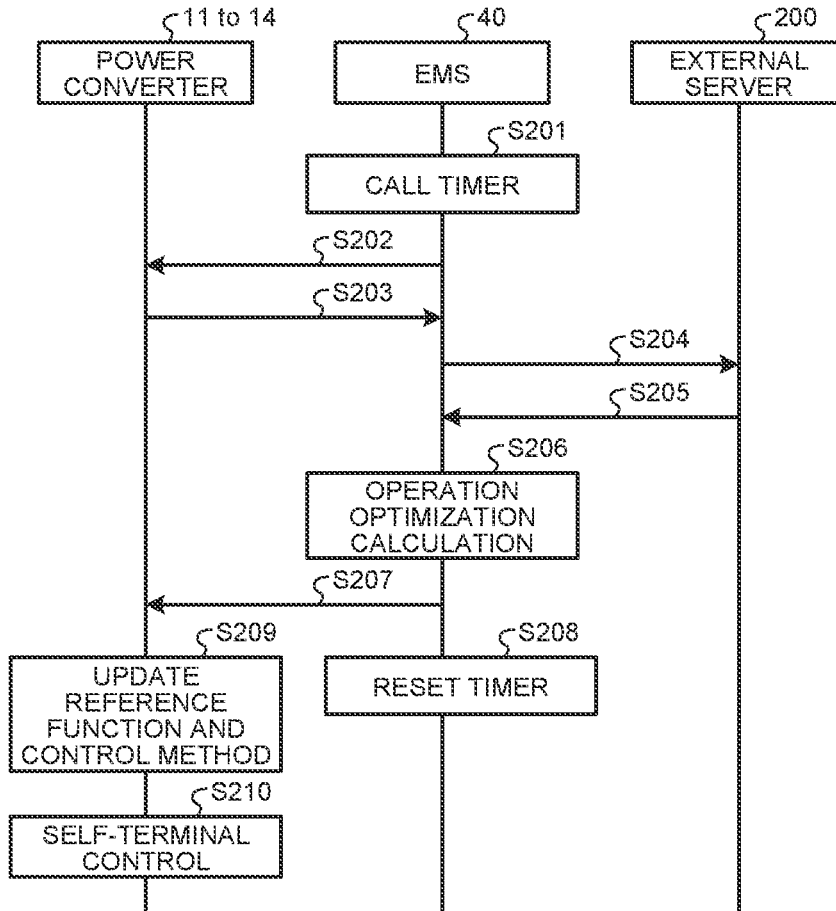 11 to 14
40
200
POWER
CONVERTER
EMS
EXTERNAL
SERVER
S201
CALL TIMER
S202
S203
S204
S205
S206
OPERATION
OPTIMIZATION
CALCULATION
S207
S209
S208
UPDATE
REFERENCE
FUNCTION AND
CONTROL METHOD
RESET TIMER
S210
SELF-TERMINAL
CONTROL